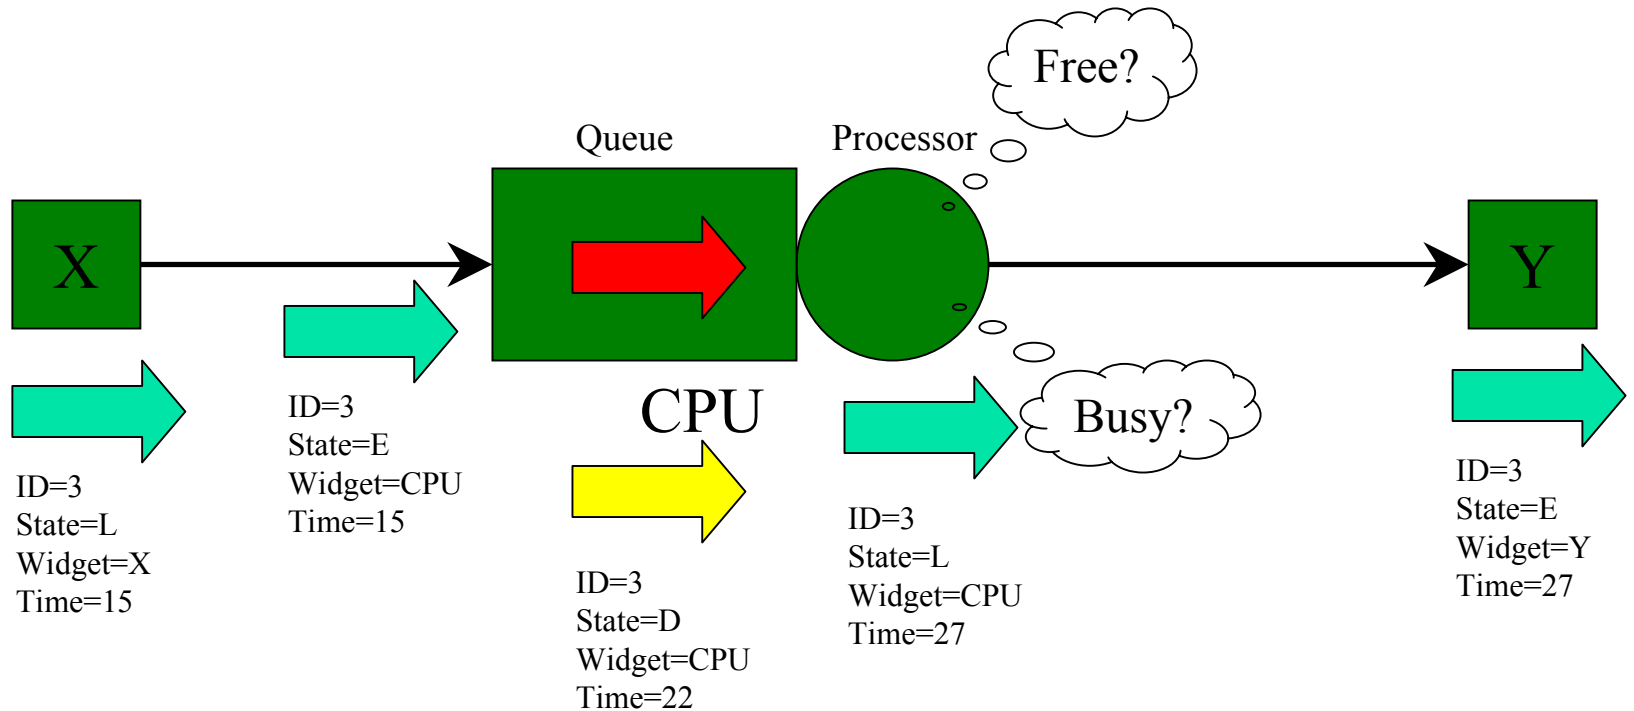 Free?
Queue
Processor
X
Y
CPU
Busy?
ID=3
State=L
Widget=X
Time=15
ID=3
State=E
Widget=CPU
Time=15
ID=3
State=D
Widget=CPU
Time=22
ID=3
State=L
Widget=CPU
Time=27
ID=3
State=E
Widget=Y
Time=27